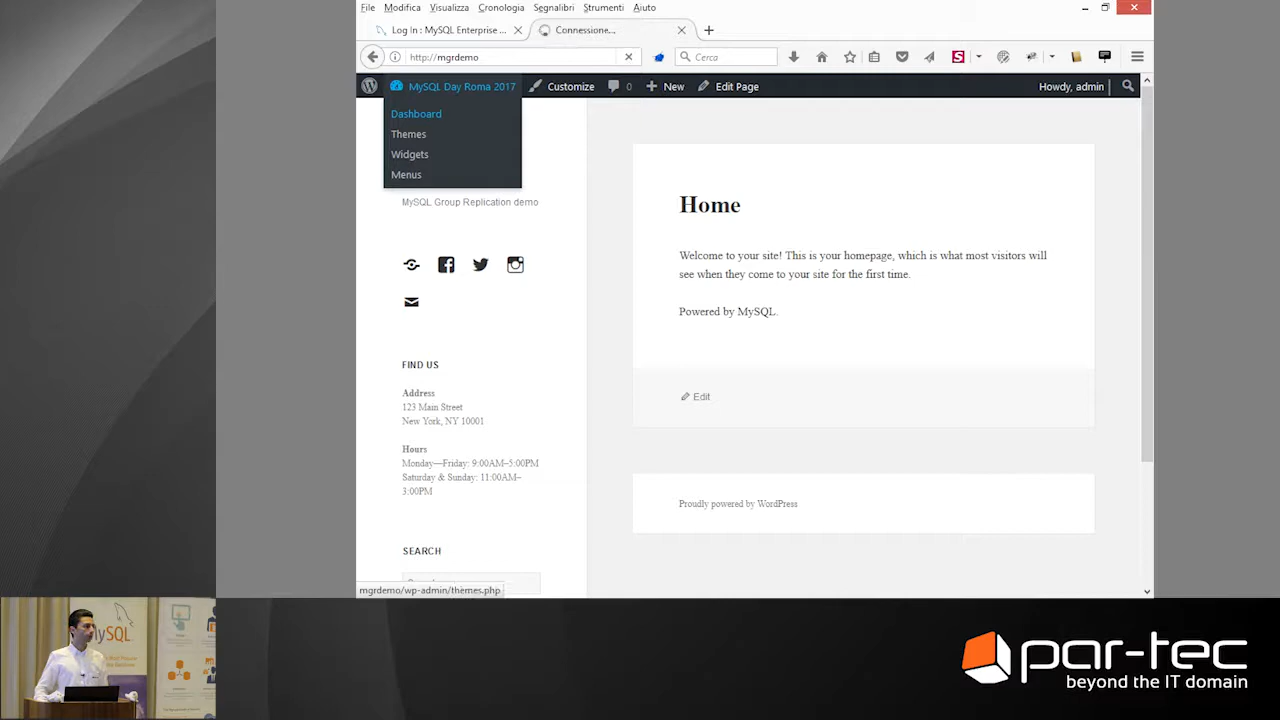 File Modifica Visualizza Cronologia Segnalibri Strumenti Aiuto
Log In : MySQL Enterprise ...
Connessione...
http://mgrdemo
Cerca
MySQL Day Roma 2017
Customize
0
New
Edit Page
Howdy, admin
Dashboard
Themes
Widgets
Menus
MySQL Group Replication demo
Home
Welcome to your site! This is your homepage, which is what most visitors will
see when they come to your site for the first time.
Powered by MySQL.
Edit
FIND US
Address
123 Main Street
New York, NY 10001
Hours
Monday—Friday: 9:00AM–5:00PM
Saturday & Sunday: 11:00AM–
3:00PM
SEARCH
Proudly powered by WordPress
mgrdemo/wp-admin/themes.php
MySQL
par-tec
beyond the IT domain